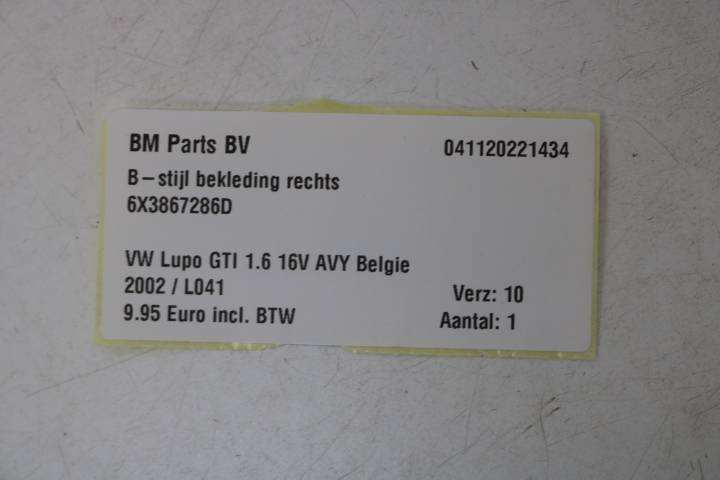 BM Parts BV 041120221434
B-stijl bekleding rechts
6X3867286D
VW Lupo GTI 1.6 16V AVY Belgie
2002 / L041 Verz: 10
9.95 Euro incl. BTW Aantal: 1